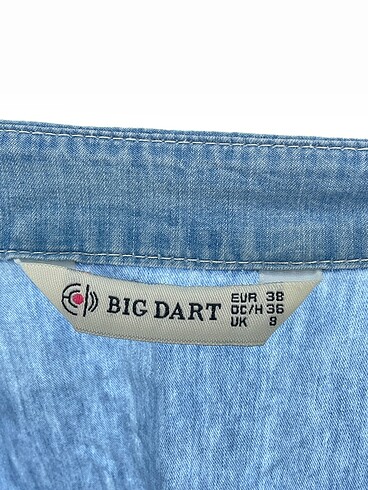 BIG DART
EUR 38
DC/H 36
UK 8